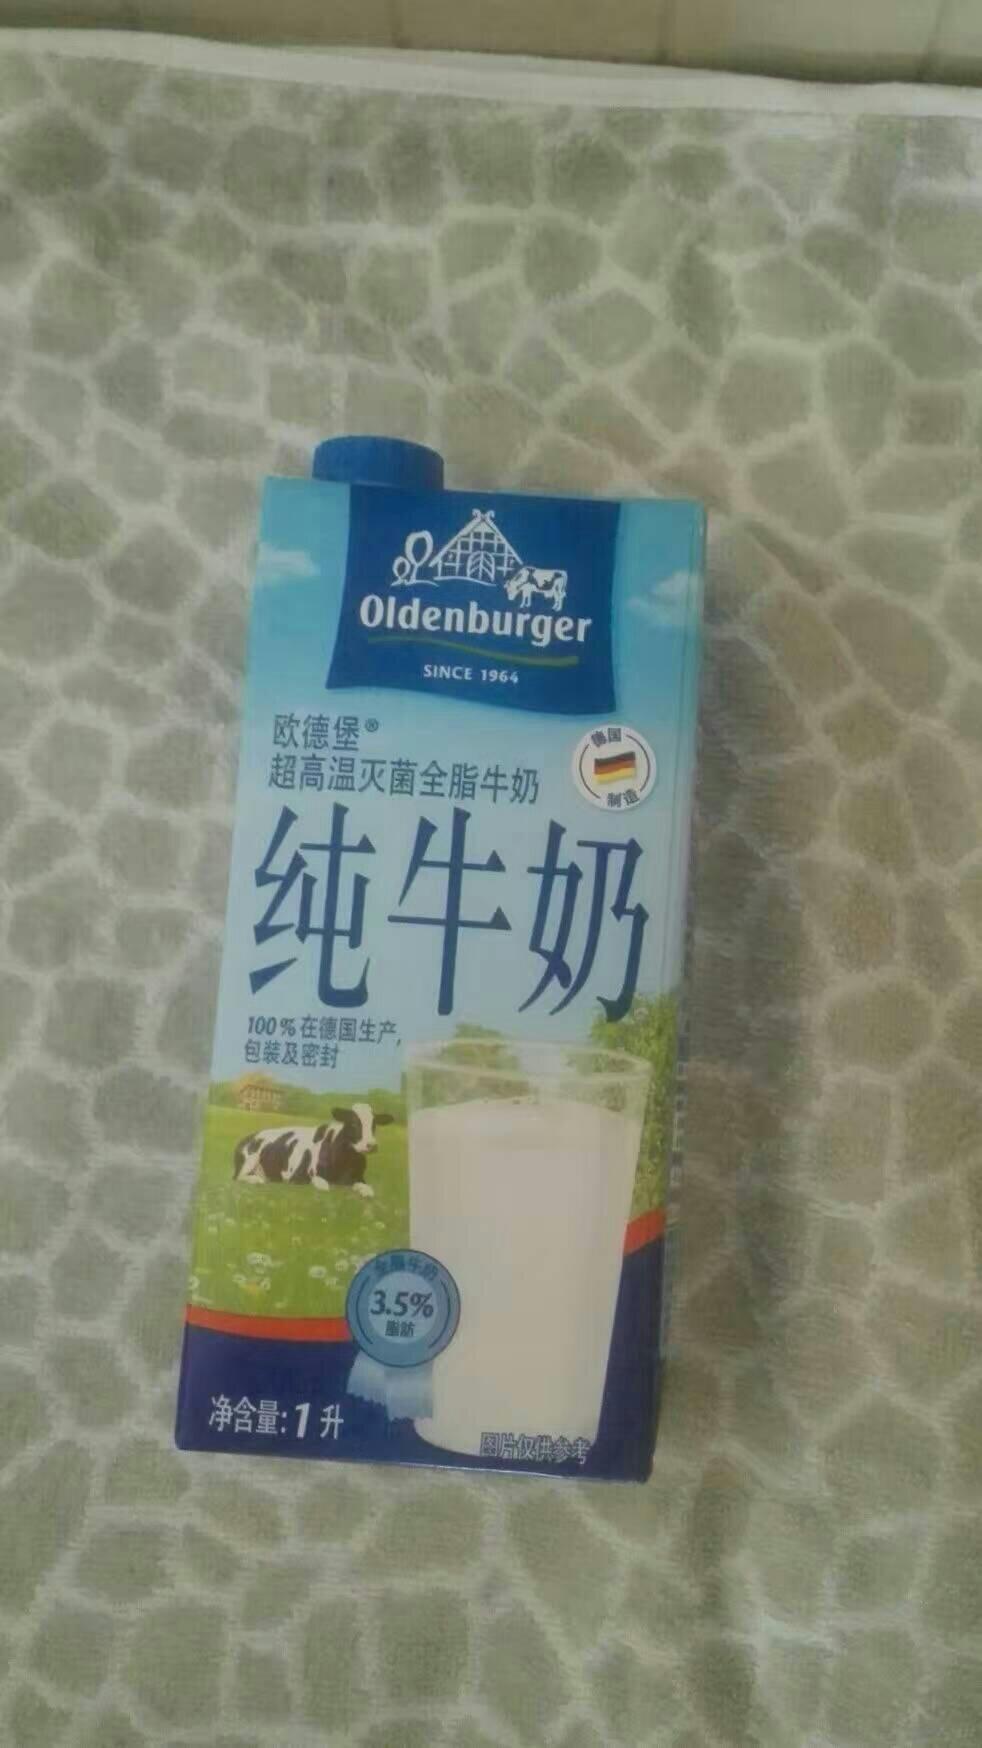 Oldenburger
SINCE 1964
欧德堡®
超高温灭菌全脂牛奶
德国
制造
纯牛奶
100%在德国生产,
包装及密封
全脂牛奶
3.5%
脂肪
净含量:1升
图片仅供参考